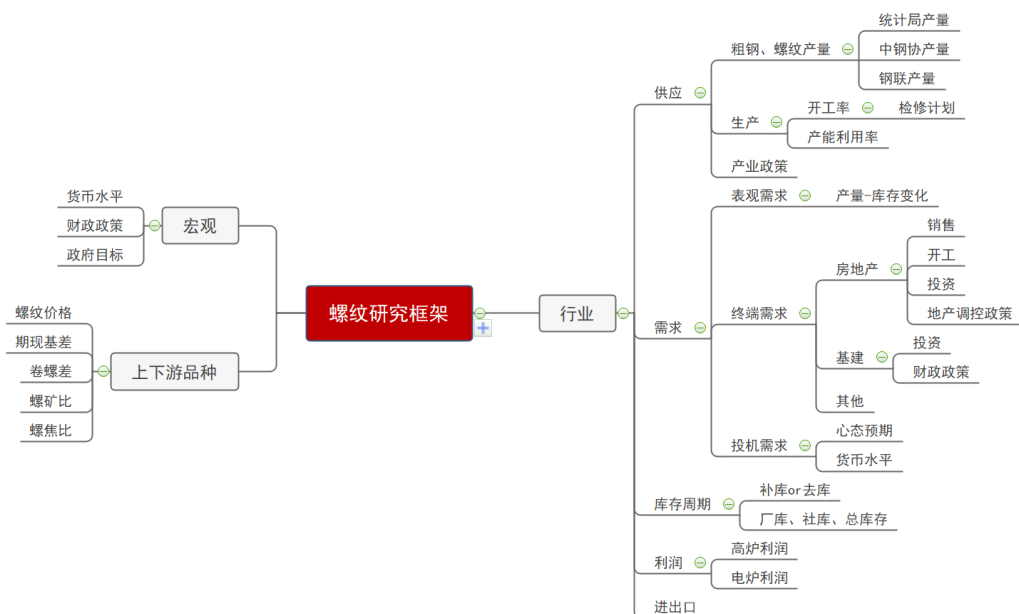 螺纹研究框架
宏观
货币水平
财政政策
政府目标
上下游品种
螺纹价格
期现基差
卷螺差
螺矿比
螺焦比
行业
供应
粗钢、螺纹产量
统计局产量
中钢协产量
钢联产量
生产
开工率
检修计划
产能利用率
产业政策
需求
表观需求
产量-库存变化
终端需求
房地产
销售
开工
投资
地产调控政策
基建
投资
财政政策
其他
投机需求
心态预期
货币水平
库存周期
补库or去库
厂库、社库、总库存
利润
高炉利润
电炉利润
进出口